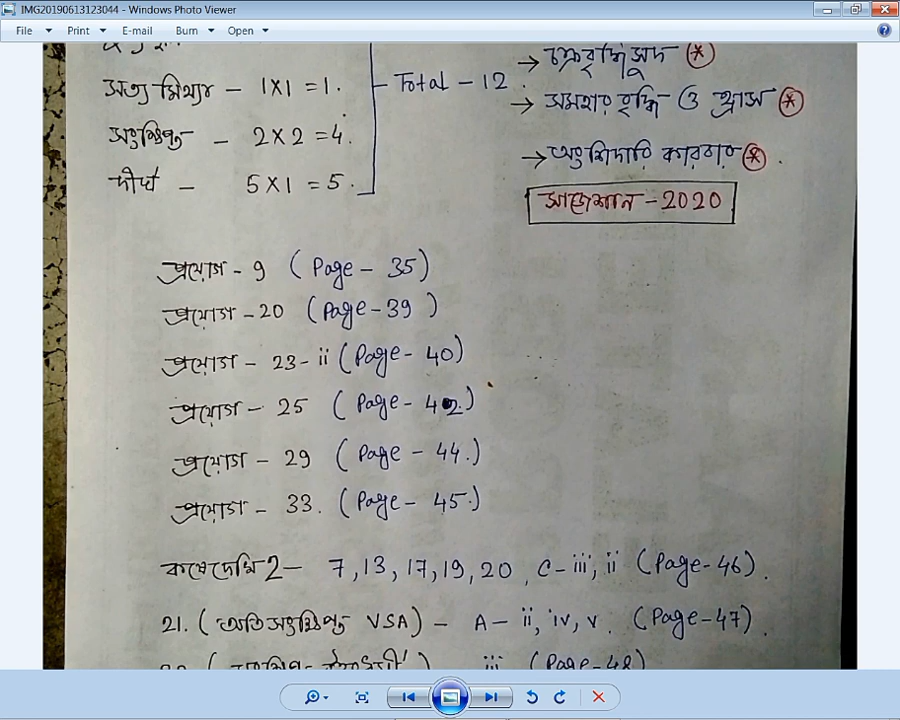 IMG20190613123044 - Windows Photo Viewer
File Print E-mail Burn Open
চক্রবৃদ্ধি সুদ
সত্য মিথ্যা – 1×1 = 1.
Total – 12
→ সমহার বৃদ্ধি ও হ্রাস
সংক্ষিপ্ত – 2×2 = 4.
→ অংশিদারি কারবার
দীর্ঘ – 5×1 = 5.
সাজেশান – 2020
প্রয়োগ – 9 (Page – 35)
প্রয়োগ – 20 (Page – 39)
প্রয়োগ – 23 - ii (Page – 40)
প্রয়োগ – 25 (Page – 42.)
প্রয়োগ – 29 (Page – 44.)
প্রয়োগ – 33. (Page – 45.)
কষে দেখি 2 – 7, 13, 17, 19, 20, C – iii, ii (Page – 46).
21. (অতিসংক্ষিপ্ত VSA) – A – ii, iv, v. (Page – 47)
iii (Page – 48)